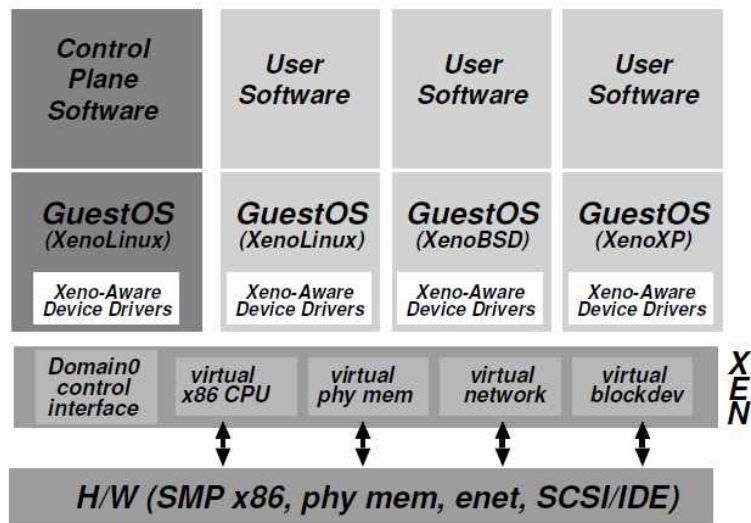 Control
Plane
Software
User
Software
User
Software
User
Software
GuestOS
(XenoLinux)
Xeno-Aware
Device Drivers
GuestOS
(XenoLinux)
Xeno-Aware
Device Drivers
GuestOS
(XenoBSD)
Xeno-Aware
Device Drivers
GuestOS
(XenoXP)
Xeno-Aware
Device Drivers
Domain0
control
interface
virtual
x86 CPU
virtual
phy mem
virtual
network
virtual
blockdev
XEN
H/W (SMP x86, phy mem, enet, SCSI/IDE)